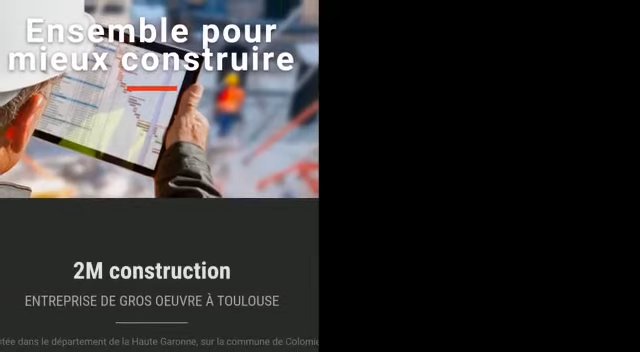 Ensemble pour
mieux construire
2M construction
ENTREPRISE DE GROS OEUVRE À TOULOUSE
dans le département de la Haute Garonne, sur la commune de